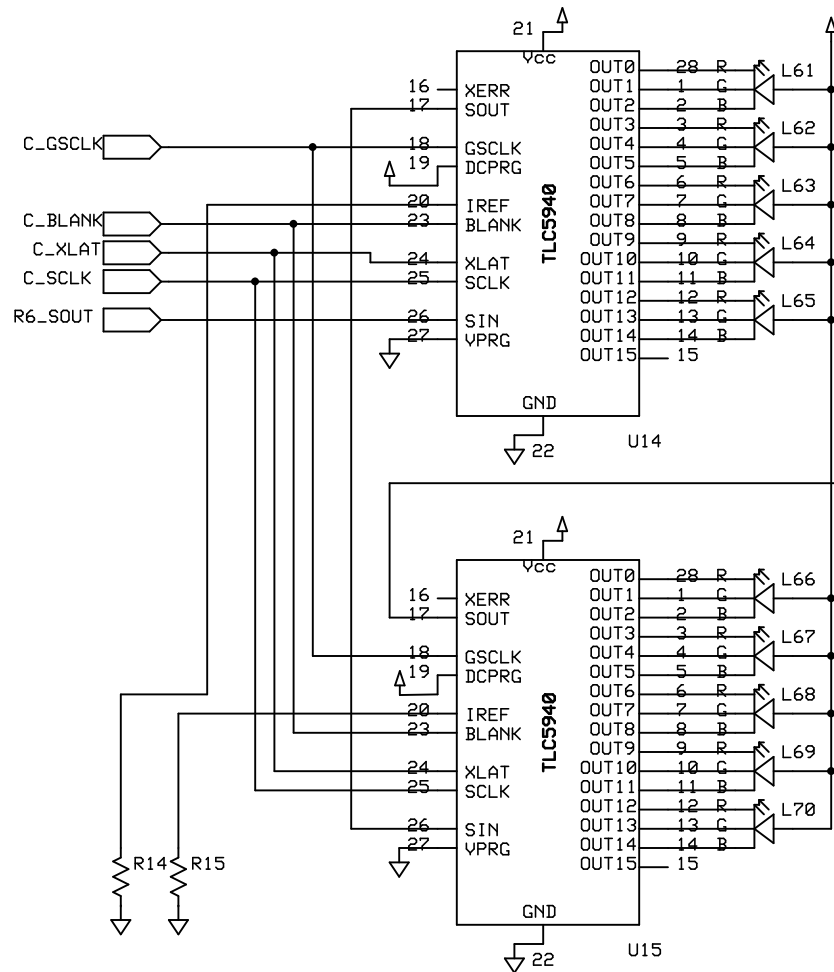 21
Vcc
16 XERR
17 SOUT
C_GSCLK
18 GSCLK
19 DCPRG
20 IREF
C_BLANK
23 BLANK
C_XLAT
24 XLAT
C_SCLK
25 SCLK
R6_SOUT
26 SIN
27 VPRG
TLC5940
OUT0 28 R
OUT1 1 G
OUT2 2 B
L61
OUT3 3 R
OUT4 4 G
OUT5 5 B
L62
OUT6 6 R
OUT7 7 G
OUT8 8 B
L63
OUT9 9 R
OUT10 10 G
OUT11 11 B
L64
OUT12 12 R
OUT13 13 G
OUT14 14 B
L65
OUT15 15
GND
22
U14
21
Vcc
16 XERR
17 SOUT
18 GSCLK
19 DCPRG
20 IREF
23 BLANK
24 XLAT
25 SCLK
26 SIN
27 VPRG
TLC5940
OUT0 28 R
OUT1 1 G
OUT2 2 B
L66
OUT3 3 R
OUT4 4 G
OUT5 5 B
L67
OUT6 6 R
OUT7 7 G
OUT8 8 B
L68
OUT9 9 R
OUT10 10 G
OUT11 11 B
L69
OUT12 12 R
OUT13 13 G
OUT14 14 B
L70
OUT15 15
R14
R15
GND
22
U15